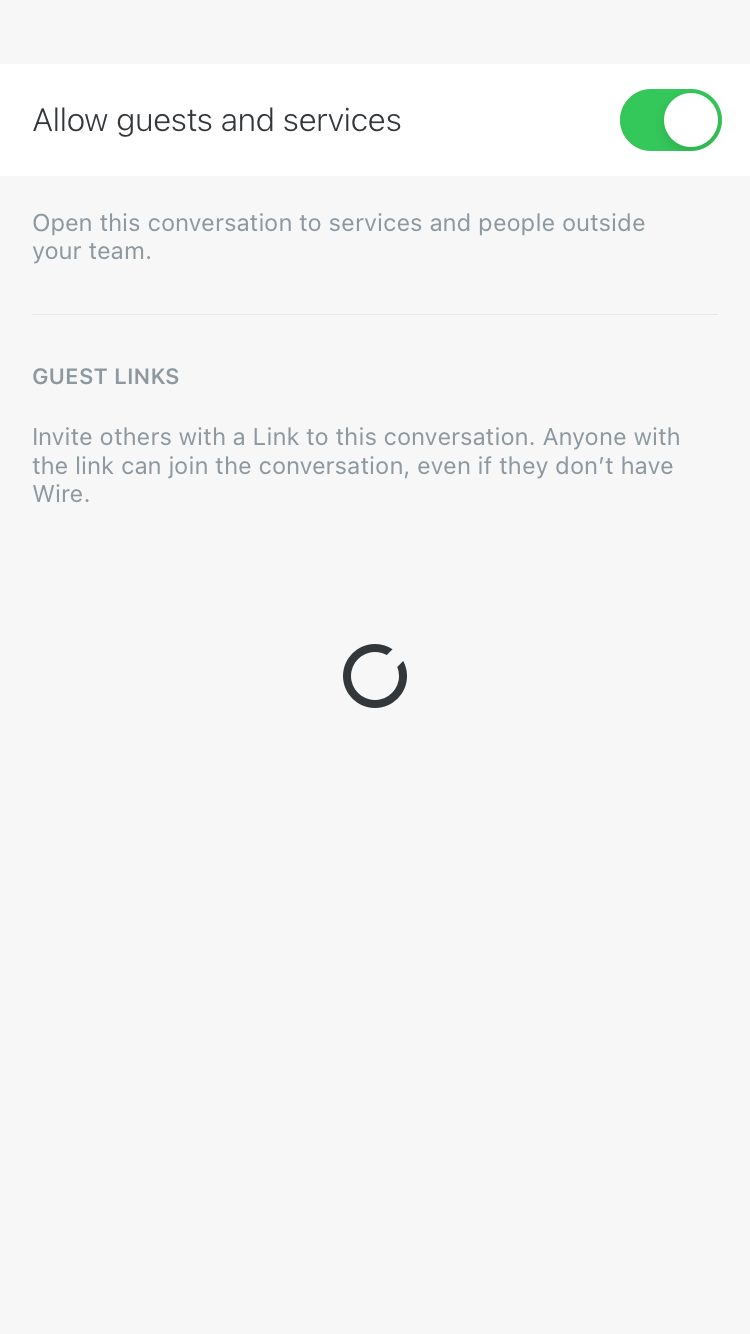 Allow guests and services
Open this conversation to services and people outside
your team.
GUEST LINKS
Invite others with a Link to this conversation. Anyone with
the link can join the conversation, even if they don’t have
Wire.